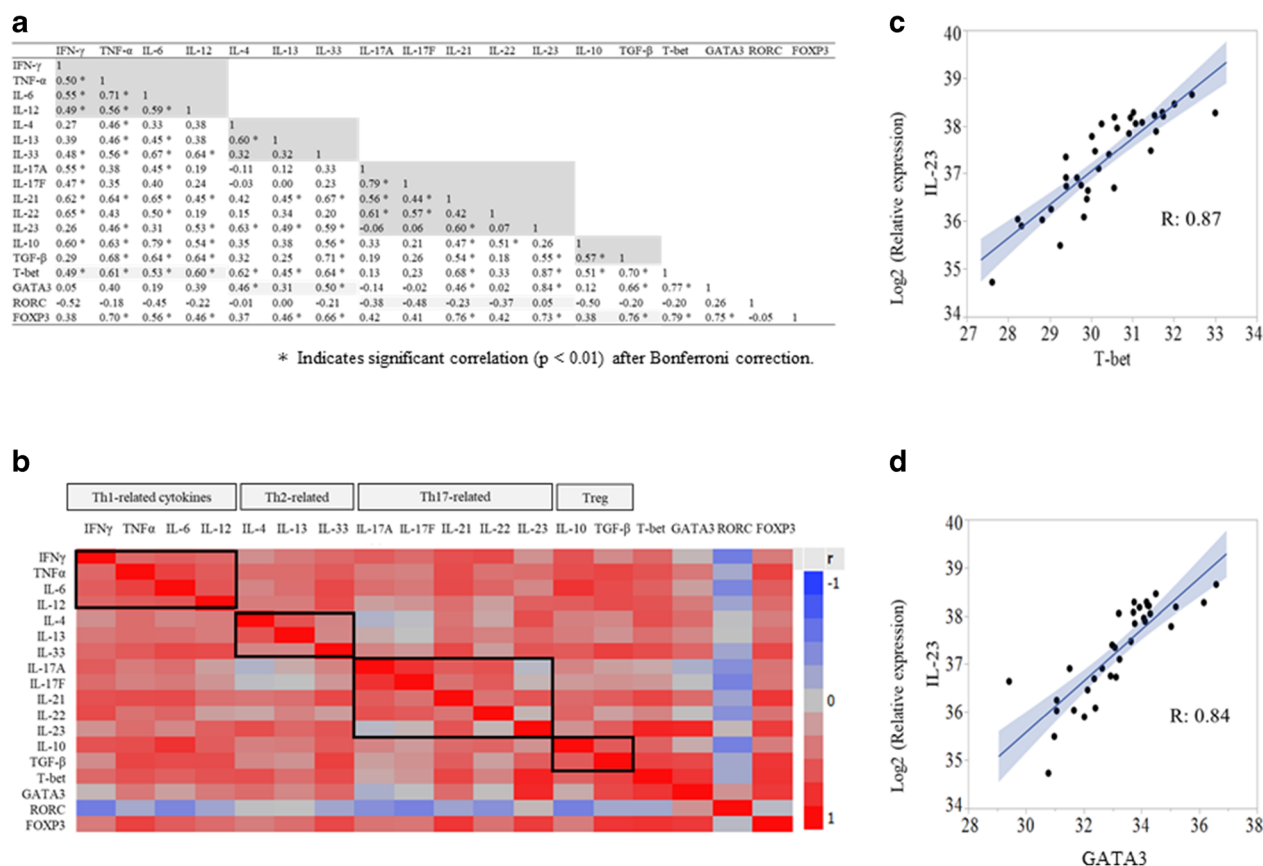 a
IFN-γ TNF-α IL-6 IL-12 IL-4 IL-13 IL-33 IL-17A IL-17F IL-21 IL-22 IL-23 IL-10 TGF-β T-bet GATA3 RORC FOXP3
IFN-γ 1
TNF-α 0.50 * 1
IL-6 0.55 * 0.71 * 1
IL-12 0.49 * 0.56 * 0.59 * 1
IL-4 0.27 0.46 * 0.33 0.38 1
IL-13 0.39 0.46 * 0.45 * 0.38 0.60 * 1
IL-33 0.48 * 0.56 * 0.67 * 0.64 * 0.32 0.32 1
IL-17A 0.55 * 0.38 0.45 * 0.19 -0.11 0.12 0.33 1
IL-17F 0.47 * 0.35 0.40 0.24 -0.03 0.00 0.23 0.79 * 1
IL-21 0.62 * 0.64 * 0.65 * 0.45 * 0.42 0.45 * 0.67 * 0.56 * 0.44 * 1
IL-22 0.65 * 0.43 0.50 * 0.19 0.15 0.34 0.20 0.61 * 0.57 * 0.42 1
IL-23 0.26 0.46 * 0.31 0.53 * 0.63 * 0.49 * 0.59 * -0.06 0.06 0.60 * 0.07 1
IL-10 0.60 * 0.63 * 0.79 * 0.54 * 0.35 0.38 0.56 * 0.33 0.21 0.47 * 0.51 * 0.26 1
TGF-β 0.29 0.68 * 0.64 * 0.64 * 0.32 0.25 0.71 * 0.19 0.26 0.54 * 0.18 0.55 * 0.57 * 1
T-bet 0.49 * 0.61 * 0.53 * 0.60 * 0.62 * 0.45 * 0.64 * 0.13 0.23 0.68 * 0.33 0.87 * 0.51 * 0.70 * 1
GATA3 0.05 0.40 0.19 0.39 0.46 * 0.31 0.50 * -0.14 -0.02 0.46 * 0.02 0.84 * 0.12 0.66 * 0.77 * 1
RORC -0.52 -0.18 -0.45 -0.22 -0.01 0.00 -0.21 -0.38 -0.48 -0.23 -0.37 0.05 -0.50 -0.20 -0.20 0.26 1
FOXP3 0.38 0.70 * 0.56 * 0.46 * 0.37 0.46 * 0.66 * 0.42 0.41 0.76 * 0.42 0.73 * 0.38 0.76 * 0.79 * 0.75 * -0.05 1
* Indicates significant correlation (p < 0.01) after Bonferroni correction.
b
Th1-related cytokines Th2-related Th17-related Treg
IFNγ TNFα IL-6 IL-12 IL-4 IL-13 IL-33 IL-17A IL-17F IL-21 IL-22 IL-23 IL-10 TGF-β T-bet GATA3 RORC FOXP3
IFNγ
TNFα
IL-6
IL-12
IL-4
IL-13
IL-33
IL-17A
IL-17F
IL-21
IL-22
IL-23
IL-10
TGF-β
T-bet
GATA3
RORC
FOXP3
r
-1
0
1
c
Log2 (Relative expression)
IL-23
40
39
38
37
36
35
34
R: 0.87
27 28 29 30 31 32 33 34
T-bet
d
Log2 (Relative expression)
IL-23
40
39
38
37
36
35
34
R: 0.84
28 30 32 34 36 38
GATA3